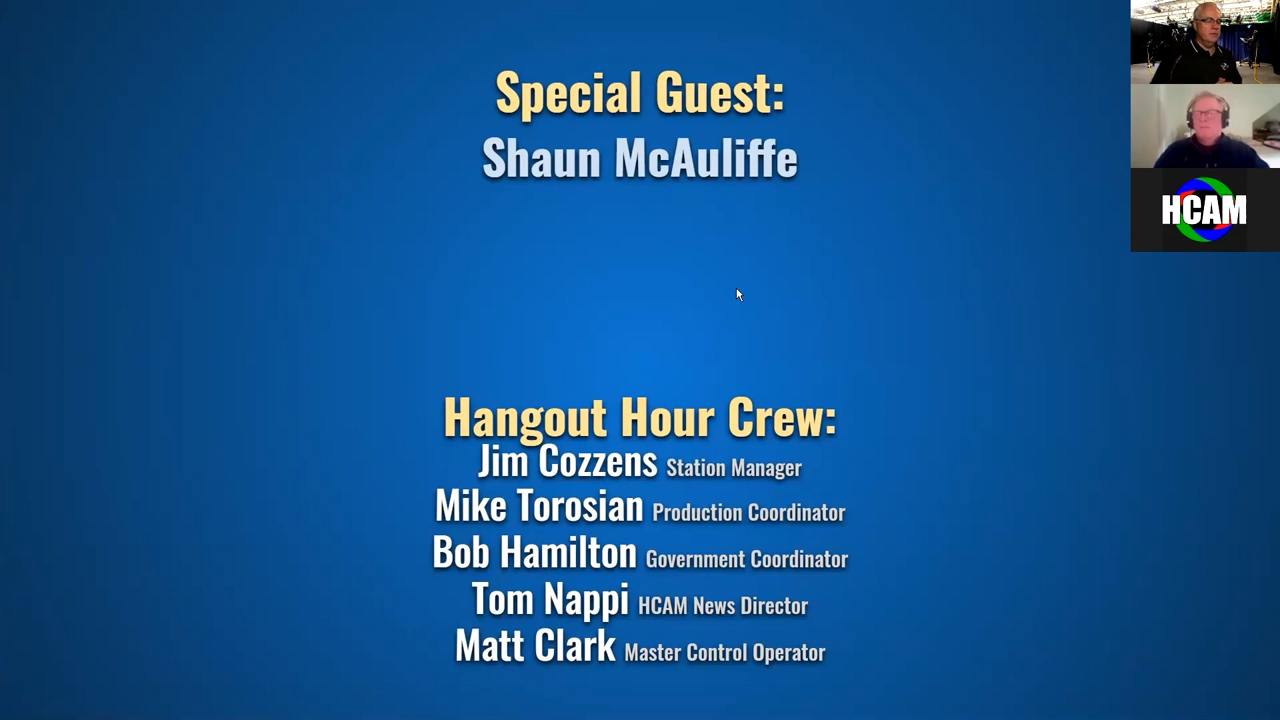 Special Guest:
Shaun McAuliffe
HCAM
Hangout Hour Crew:
Jim Cozzens Station Manager
Mike Torosian Production Coordinator
Bob Hamilton Government Coordinator
Tom Nappi HCAM News Director
Matt Clark Master Control Operator